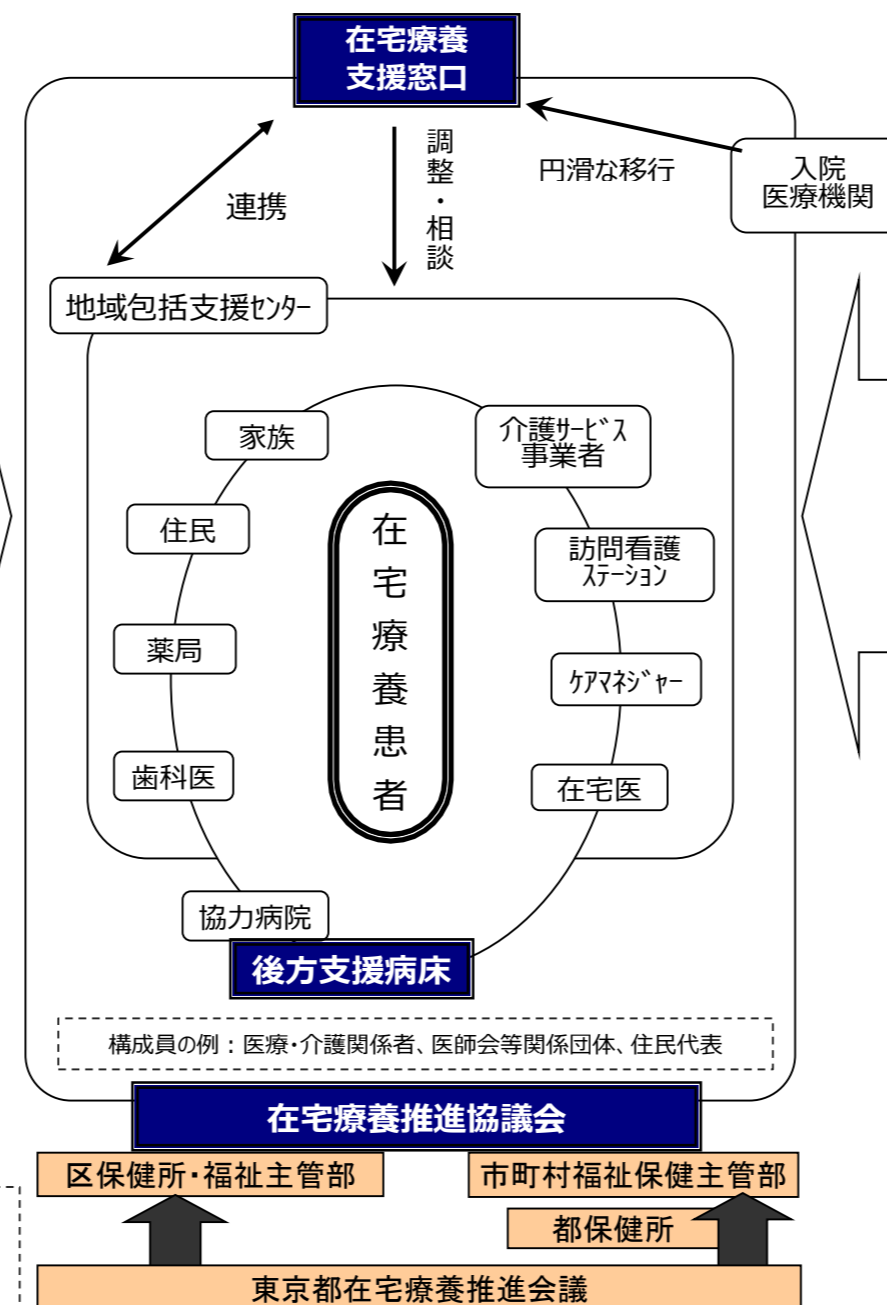 在宅療養
支援窓口
調整・相談
円滑な移行
入院
医療機関
連携
地域包括支援ｾﾝﾀｰ
家族
介護ｻｰﾋﾞｽ
事業者
住民
訪問看護
ｽﾃｰｼｮﾝ
在宅療養患者
薬局
ｹｱﾏﾈｼﾞｬｰ
歯科医
在宅医
協力病院
後方支援病床
構成員の例：医療・介護関係者、医師会等関係団体、住民代表
在宅療養推進協議会
区保健所・福祉主管部
市町村福祉保健主管部
都保健所
東京都在宅療養推進会議